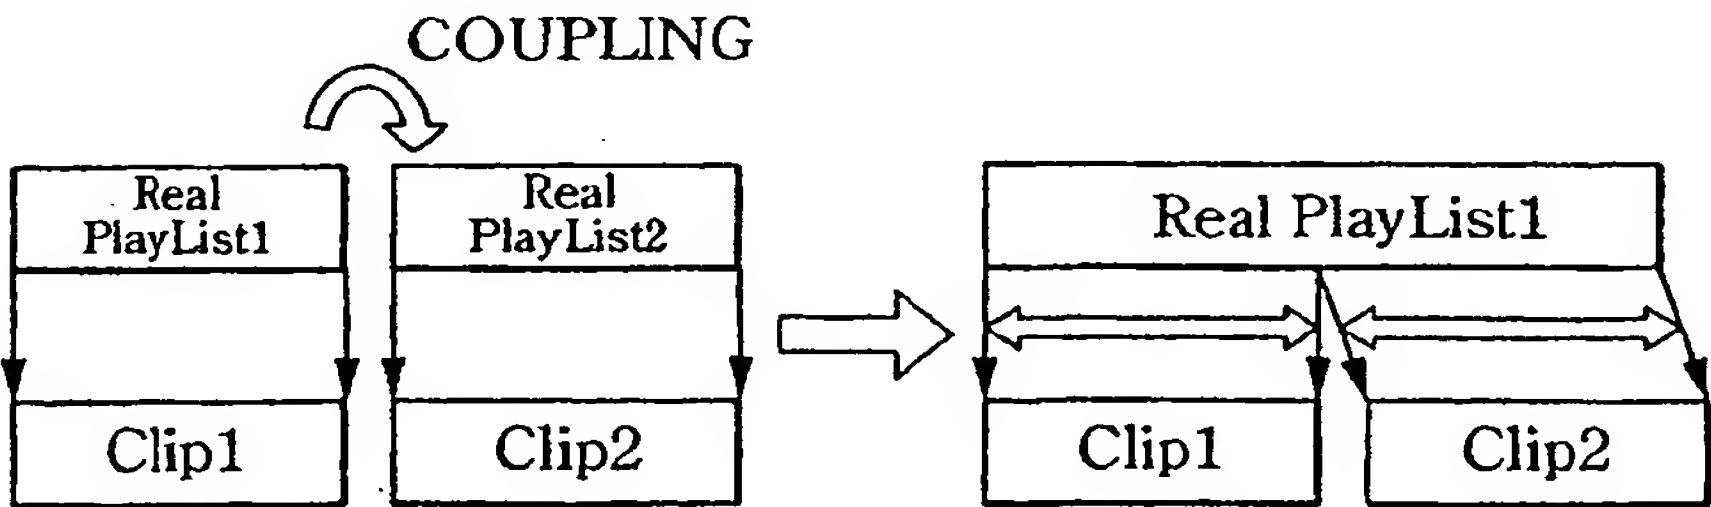 COUPLING
Real
PlayList1
Real
PlayList2
Real PlayList1
Clip1
Clip2
Clip1
Clip2